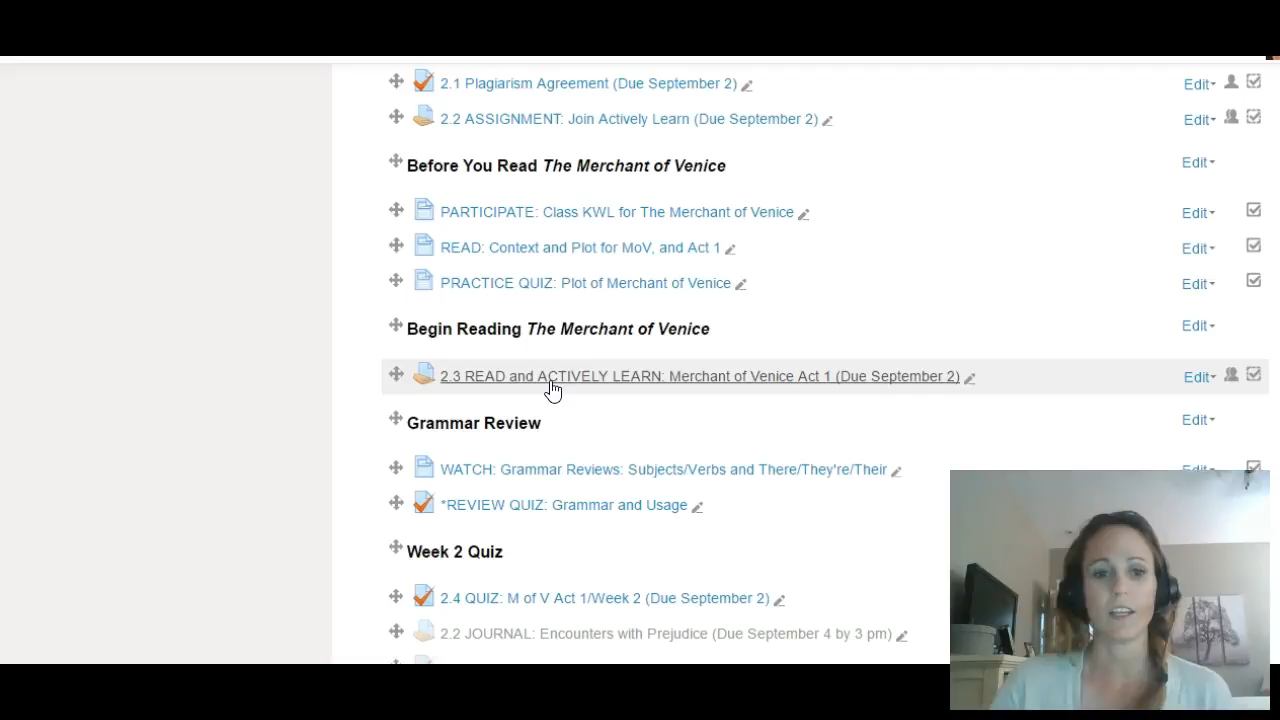 2.1 Plagiarism Agreement (Due September 2)
Edit
2.2 ASSIGNMENT: Join Actively Learn (Due September 2)
Edit
Before You Read The Merchant of Venice
Edit
PARTICIPATE: Class KWL for The Merchant of Venice
Edit
READ: Context and Plot for MoV, and Act 1
Edit
PRACTICE QUIZ: Plot of Merchant of Venice
Edit
Begin Reading The Merchant of Venice
Edit
2.3 READ and ACTIVELY LEARN: Merchant of Venice Act 1 (Due September 2)
Edit
Grammar Review
Edit
WATCH: Grammar Reviews: Subjects/Verbs and There/They're/Their
Edit
*REVIEW QUIZ: Grammar and Usage
Week 2 Quiz
2.4 QUIZ: M of V Act 1/Week 2 (Due September 2)
2.2 JOURNAL: Encounters with Prejudice (Due September 4 by 3 pm)